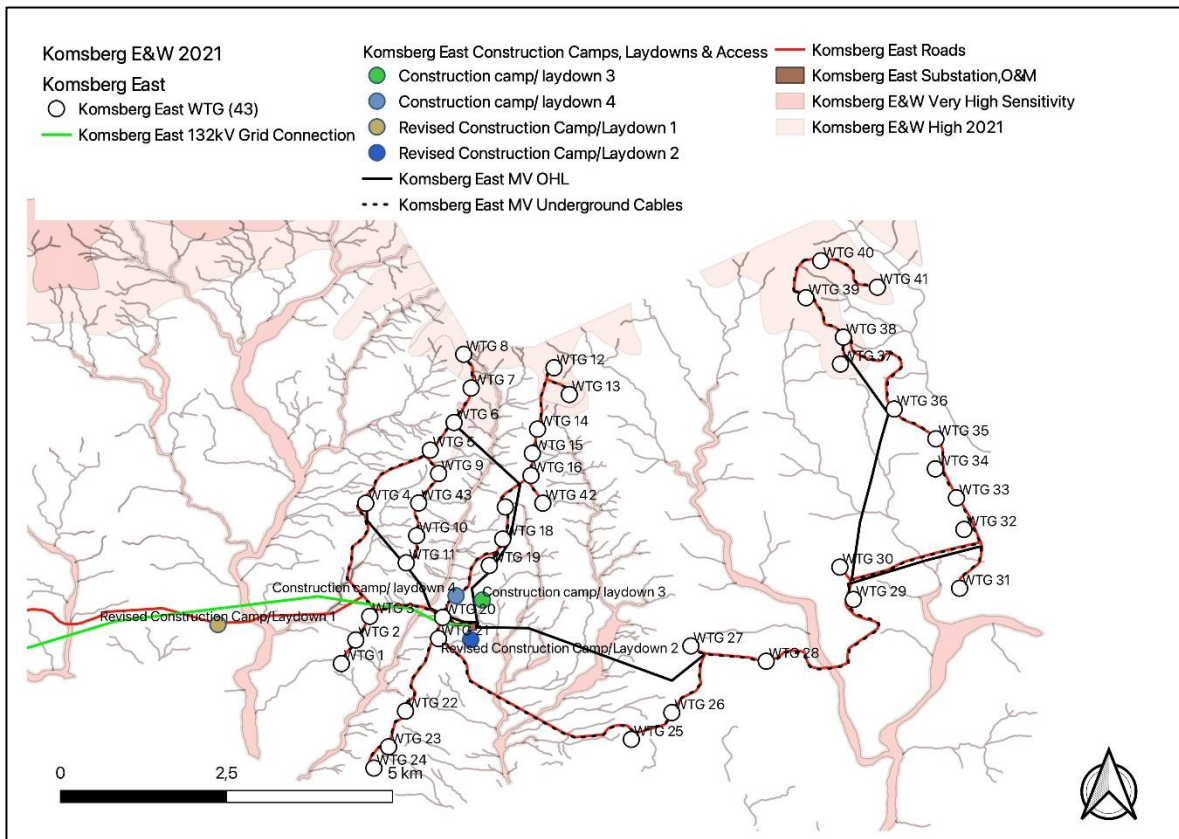 Komsberg E&W 2021
Komsberg East
Komsberg East WTG (43)
Komsberg East 132kV Grid Connection
Komsberg East Construction Camps, Laydowns & Access
Construction camp/ laydown 3
Construction camp/ laydown 4
Revised Construction Camp/Laydown 1
Revised Construction Camp/Laydown 2
Komsberg East MV OHL
Komsberg East MV Underground Cables
Komsberg East Roads
Komsberg East Substation,O&M
Komsberg E&W Very High Sensitivity
Komsberg E&W High 2021
WTG 40
WTG 41
WTG 39
WTG 38
WTG 37
WTG 8
WTG 12
WTG 7
WTG 13
WTG 36
WTG 6
WTG 14
WTG 35
WTG 5
WTG 15
WTG 9
WTG 16
WTG 34
WTG 4
WTG 43
WTG 42
WTG 33
WTG 10
WTG 18
WTG 32
WTG 11
WTG 19
WTG 30
WTG 31
Construction camp/ laydown 4
Construction camp/ laydown 3
WTG 29
Revised Construction Camp/Laydown 1
WTG 3
WTG 20
WTG 2
WTG 21
Revised Construction Camp/Laydown 2
WTG 27
WTG 1
WTG 28
WTG 22
WTG 26
WTG 25
WTG 23
WTG 24
0
2,5
5 km